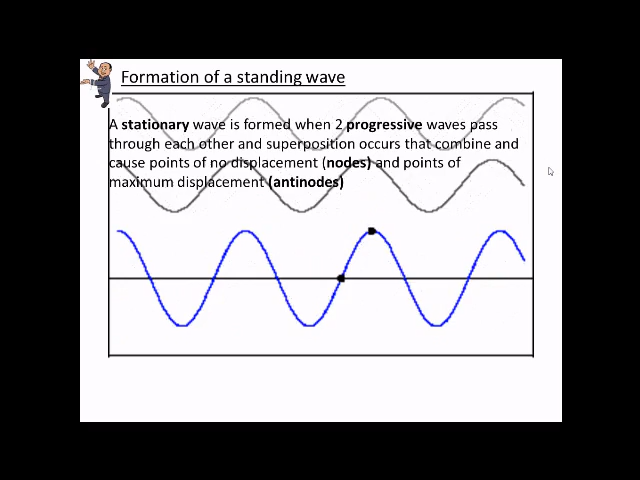 Formation of a standing wave
A stationary wave is formed when 2 progressive waves pass
through each other and superposition occurs that combine and
cause points of no displacement (nodes) and points of
maximum displacement (antinodes)